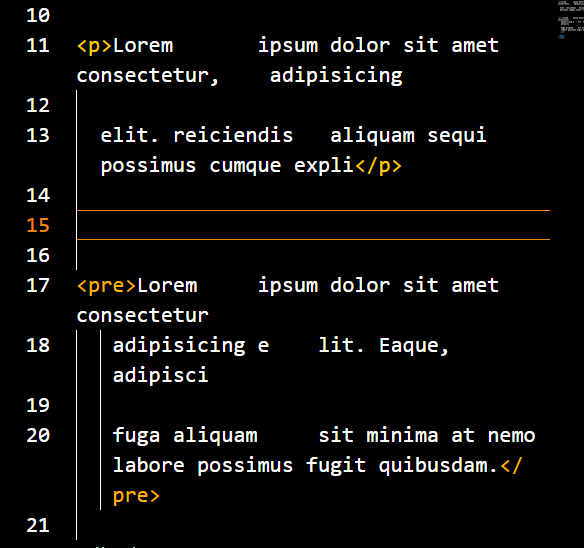 10
11 <p>Lorem       ipsum dolor sit amet
consectetur,    adipisicing
12
13   elit. reiciendis   aliquam sequi
possimus cumque expli</p>
14
15
16
17 <pre>Lorem     ipsum dolor sit amet
consectetur
18    adipisicing e    lit. Eaque,
adipisci
19
20    fuga aliquam     sit minima at nemo
labore possimus fugit quibusdam.</
pre>
21